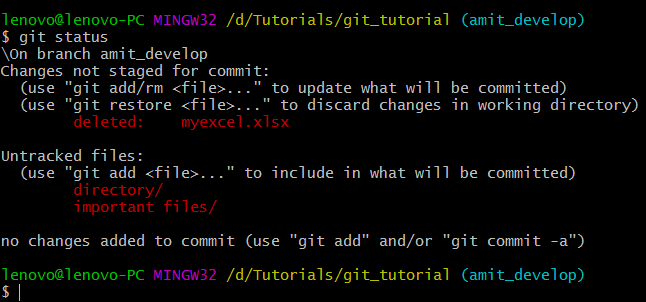 lenovo@lenovo-PC MINGW32 /d/Tutorials/git_tutorial (amit_develop)
$ git status
\On branch amit_develop
Changes not staged for commit:
  (use "git add/rm <file>..." to update what will be committed)
  (use "git restore <file>..." to discard changes in working directory)
        deleted:    myexcel.xlsx

Untracked files:
  (use "git add <file>..." to include in what will be committed)
        directory/
        important files/

no changes added to commit (use "git add" and/or "git commit -a")

lenovo@lenovo-PC MINGW32 /d/Tutorials/git_tutorial (amit_develop)
$